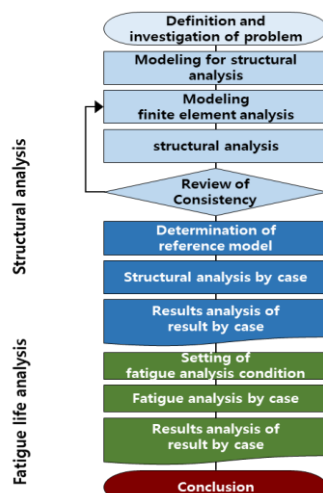 Definition and
investigation of problem
Modeling for structural
analysis
Modeling
finite element analysis
structural analysis
Review of
Consistency
Determination of
reference model
Structural analysis by case
Results analysis of
result by case
Setting of
fatigue analysis condition
Fatigue analysis by case
Results analysis of
result by case
Conclusion
Structural analysis
Fatigue life analysis